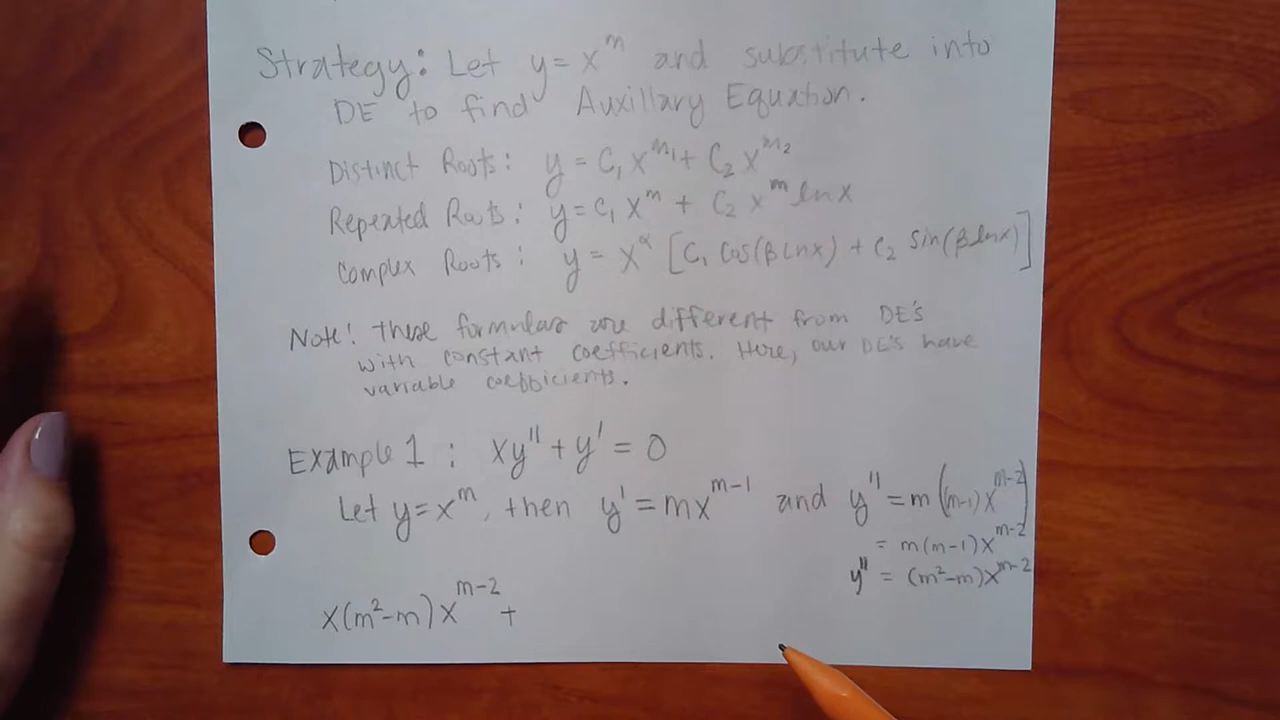 Strategy: Let y = x^m and substitute into
DE to find Auxillary Equation.
Distinct Roots: y = C₁ x^m₁ + C₂ x^m₂
Repeated Roots: y = C₁ x^m + C₂ x^m ln x
Complex Roots: y = x^α [C₁ cos(β ln x) + C₂ sin(β ln x)]
Note! These formulas are different from DE's
with constant coefficients. Here, our DE's have
variable coefficients.
Example 1: xy'' + y' = 0
Let y = x^m, then y' = mx^m-1 and y'' = m((m-1)x^m-2)
= m(m-1)x^m-2
y'' = (m²-m)x^m-2
x(m²-m)x^m-2 +